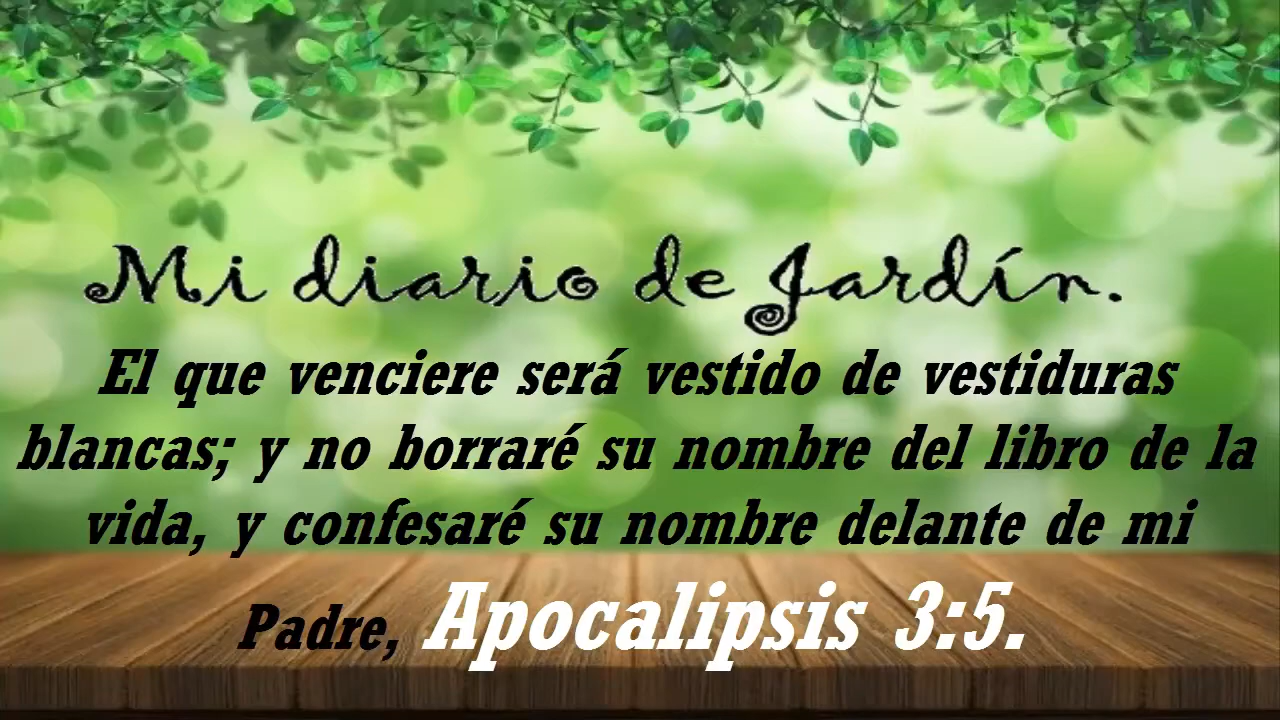 Mi diario de Jardín.
El que venciere será vestido de vestiduras
blancas; y no borraré su nombre del libro de la
vida, y confesaré su nombre delante de mi
Padre, Apocalipsis 3:5.